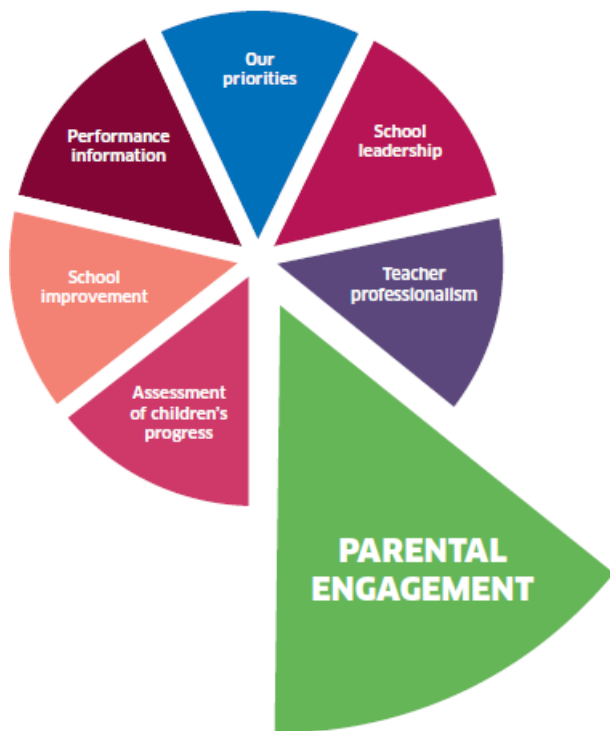 Our
priorities
School
leadership
Teacher
professionalism
PARENTAL
ENGAGEMENT
Assessment
of children's
progress
School
improvement
Performance
information